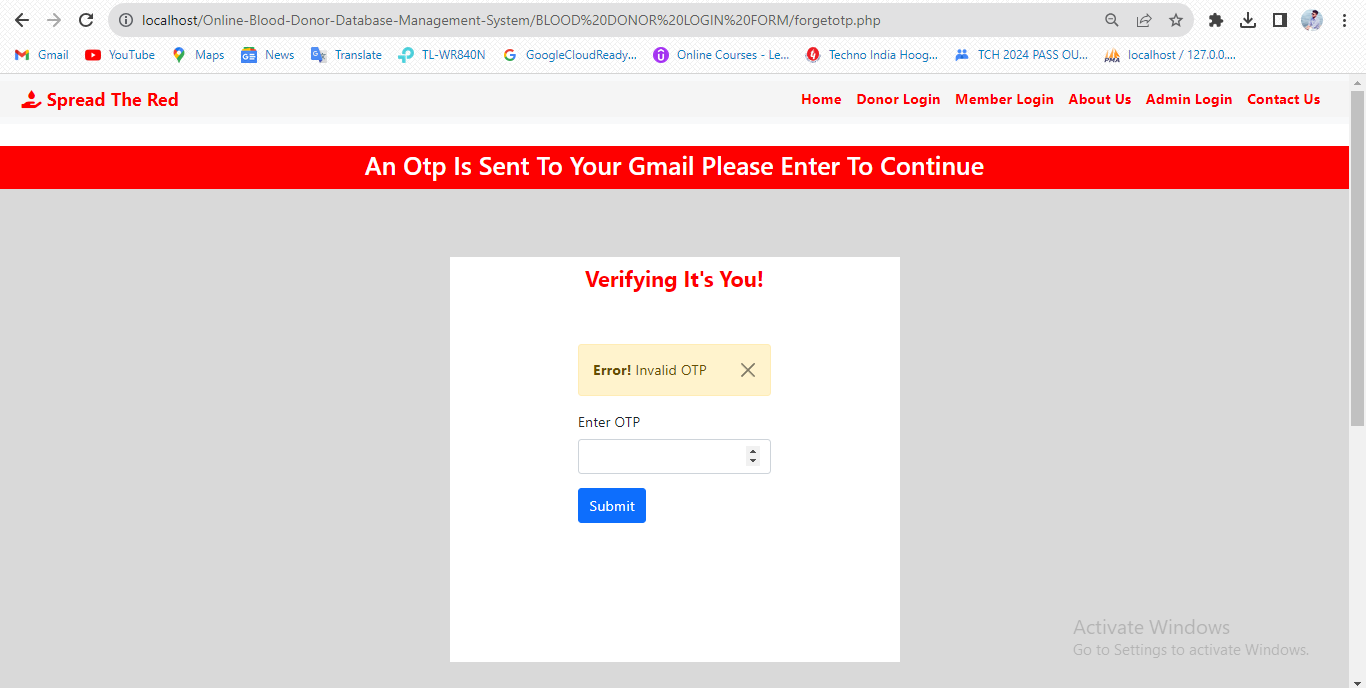 localhost/Online-Blood-Donor-Database-Management-System/BLOOD%20DONOR%20LOGIN%20FORM/forgetotp.php
Gmail YouTube Maps News Translate TL-WR840N GoogleCloudReady... Online Courses - Le... Techno India Hoog... TCH 2024 PASS OU... localhost / 127.0.0....
Spread The Red Home Donor Login Member Login About Us Admin Login Contact Us
An Otp Is Sent To Your Gmail Please Enter To Continue
Verifying It's You!
Error! Invalid OTP
Enter OTP
Submit
Activate Windows
Go to Settings to activate Windows.